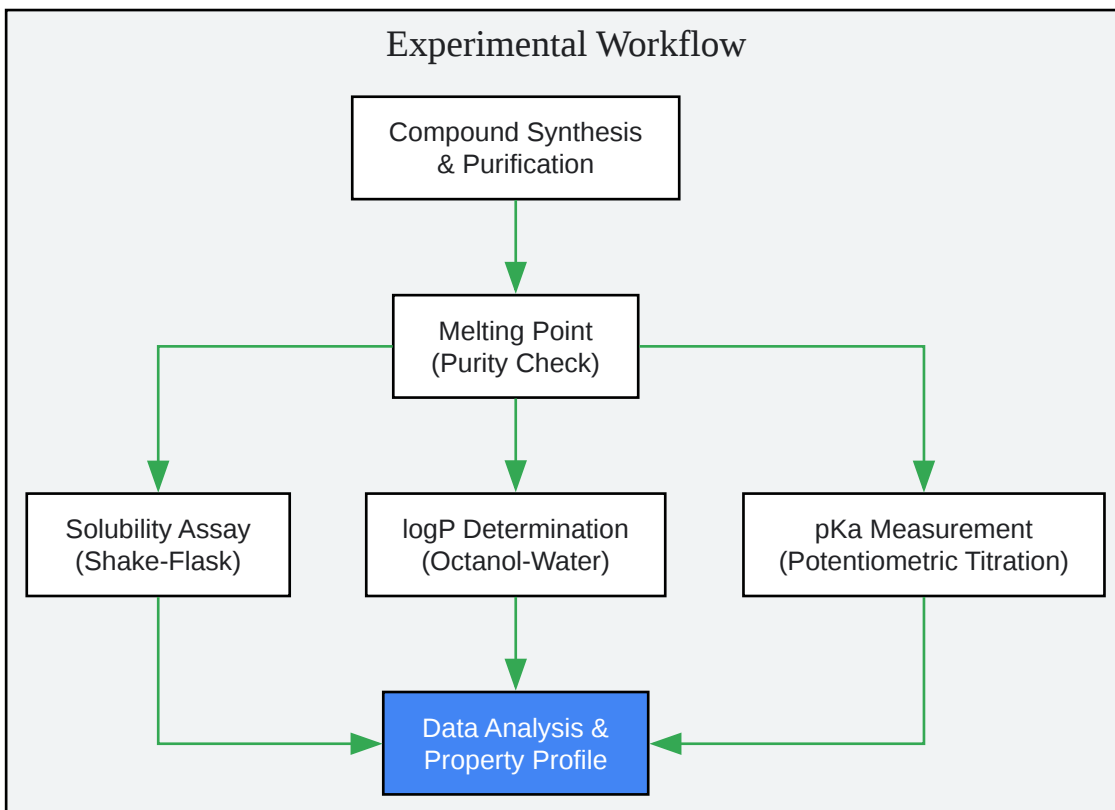 Experimental Workflow
Compound Synthesis
& Purification
Melting Point
(Purity Check)
Solubility Assay
(Shake-Flask)
logP Determination
(Octanol-Water)
pKa Measurement
(Potentiometric Titration)
Data Analysis &
Property Profile